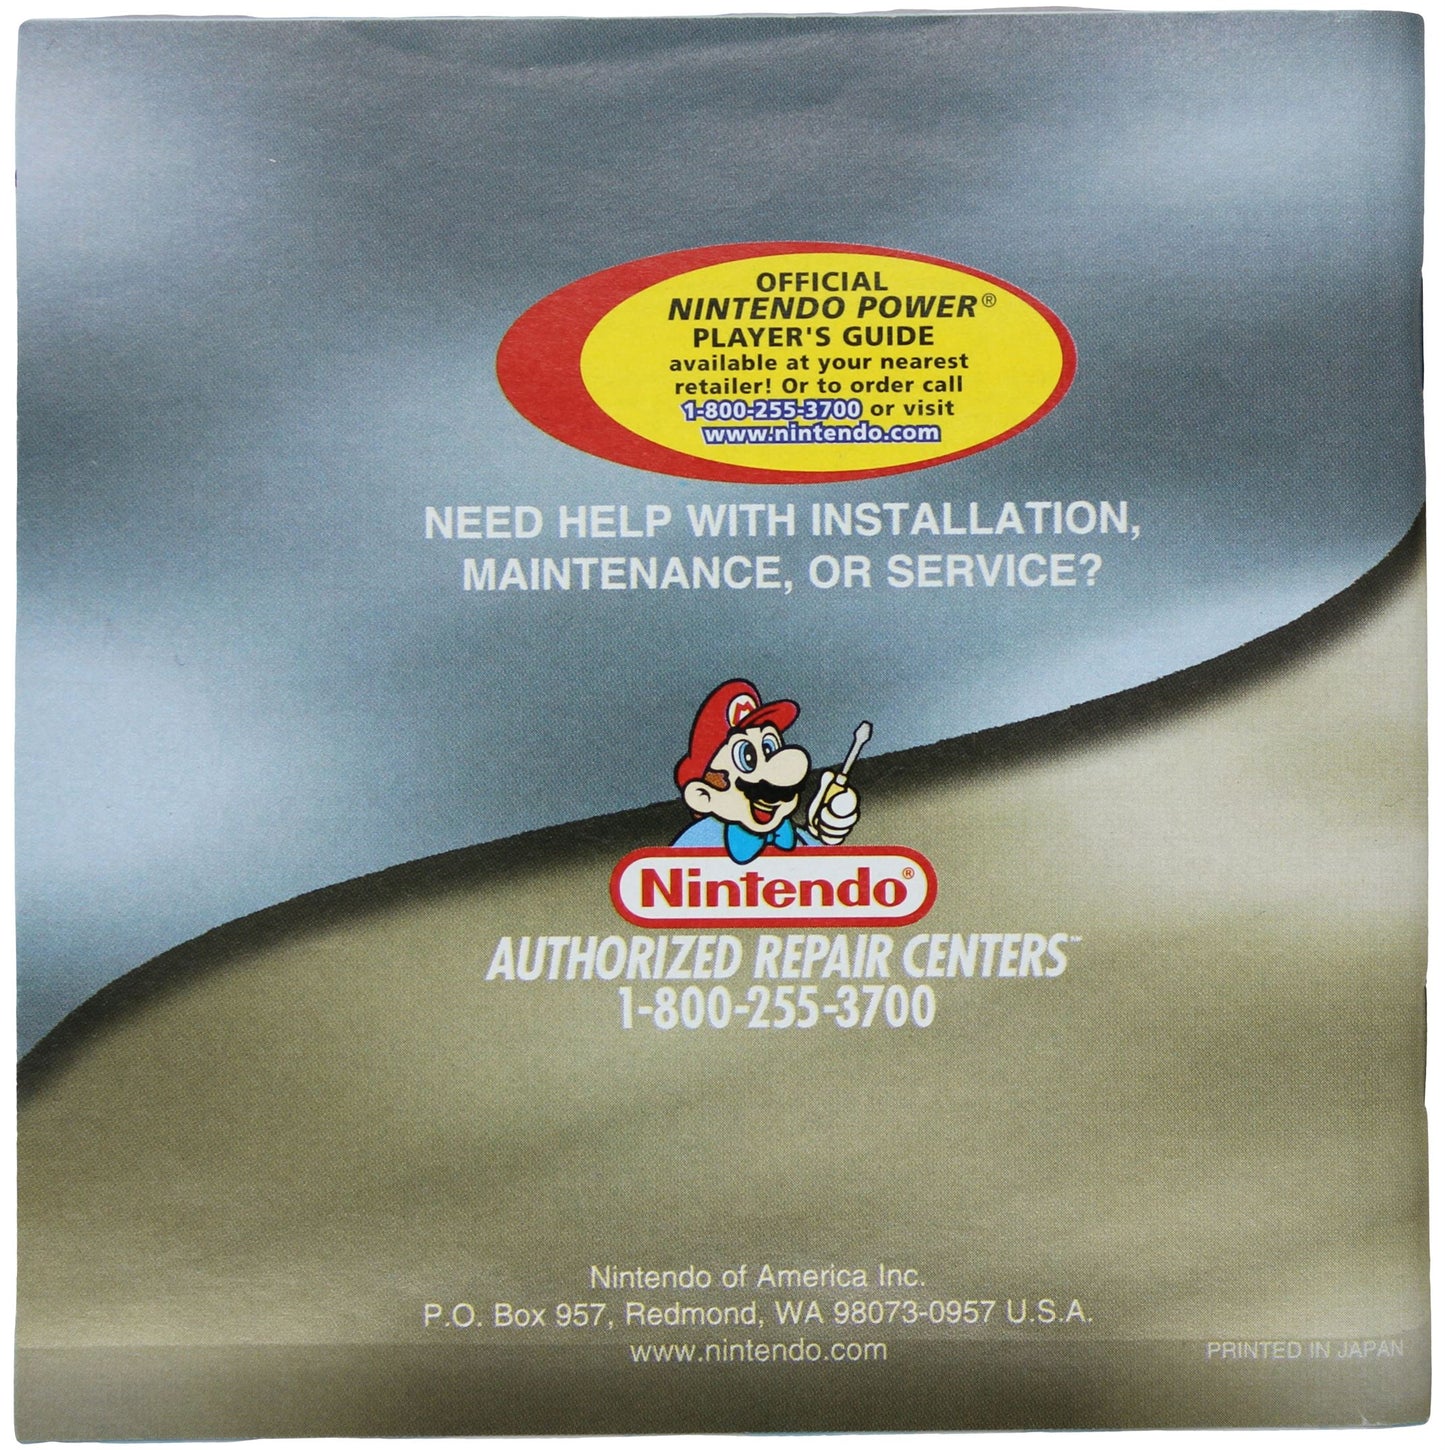 OFFICIAL
NINTENDO POWER®
PLAYER'S GUIDE
available at your nearest
retailer! Or to order call
1-800-255-3700 or visit
www.nintendo.com
NEED HELP WITH INSTALLATION,
MAINTENANCE, OR SERVICE?
M
Nintendo®
AUTHORIZED REPAIR CENTERS™
1-800-255-3700
Nintendo of America Inc.
P.O. Box 957, Redmond, WA 98073-0957 U.S.A.
www.nintendo.com
PRINTED IN JAPAN